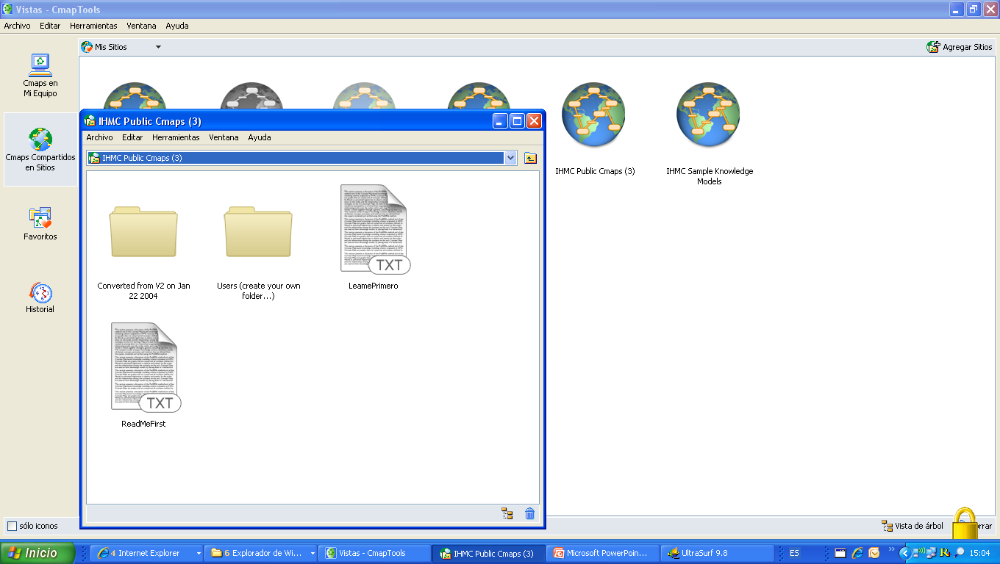 Vistas - CmapTools
Archivo Editar Herramientas Ventana Ayuda
Mis Sitios
Agregar Sitios
Cmaps en
Mi Equipo
Cmaps Compartidos
en Sitios
Favoritos
Historial
IHMC Public Cmaps (3)
IHMC Sample Knowledge
Models
IHMC Public Cmaps (3)
Archivo Editar Herramientas Ventana Ayuda
IHMC Public Cmaps (3)
Converted from V2 on Jan
22 2004
Users (create your own
folder...)
TXT
LeamePrimero
TXT
ReadMeFirst
sólo iconos
Vista de árbol
Inicio
4 Internet Explorer
6 Explorador de Wi...
Vistas - CmapTools
IHMC Public Cmaps (3)
Microsoft PowerPoin...
UltraSurf 9.8
ES
15:04